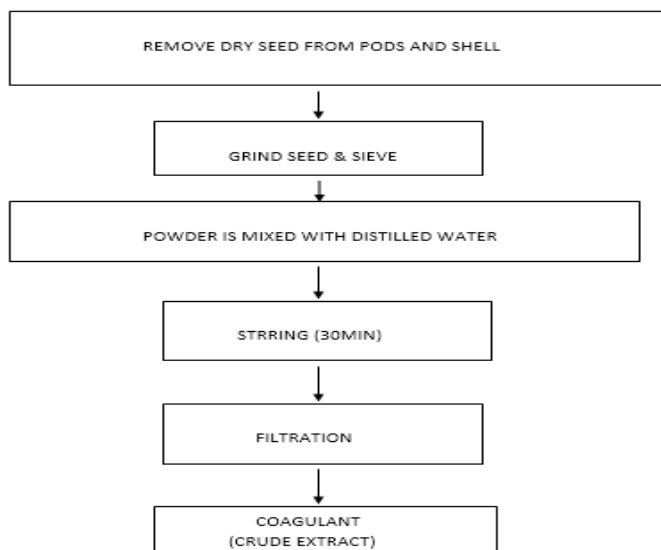 REMOVE DRY SEED FROM PODS AND SHELL
GRIND SEED & SIEVE
POWDER IS MIXED WITH DISTILLED WATER
STRRING (30MIN)
FILTRATION
COAGULANT
(CRUDE EXTRACT)